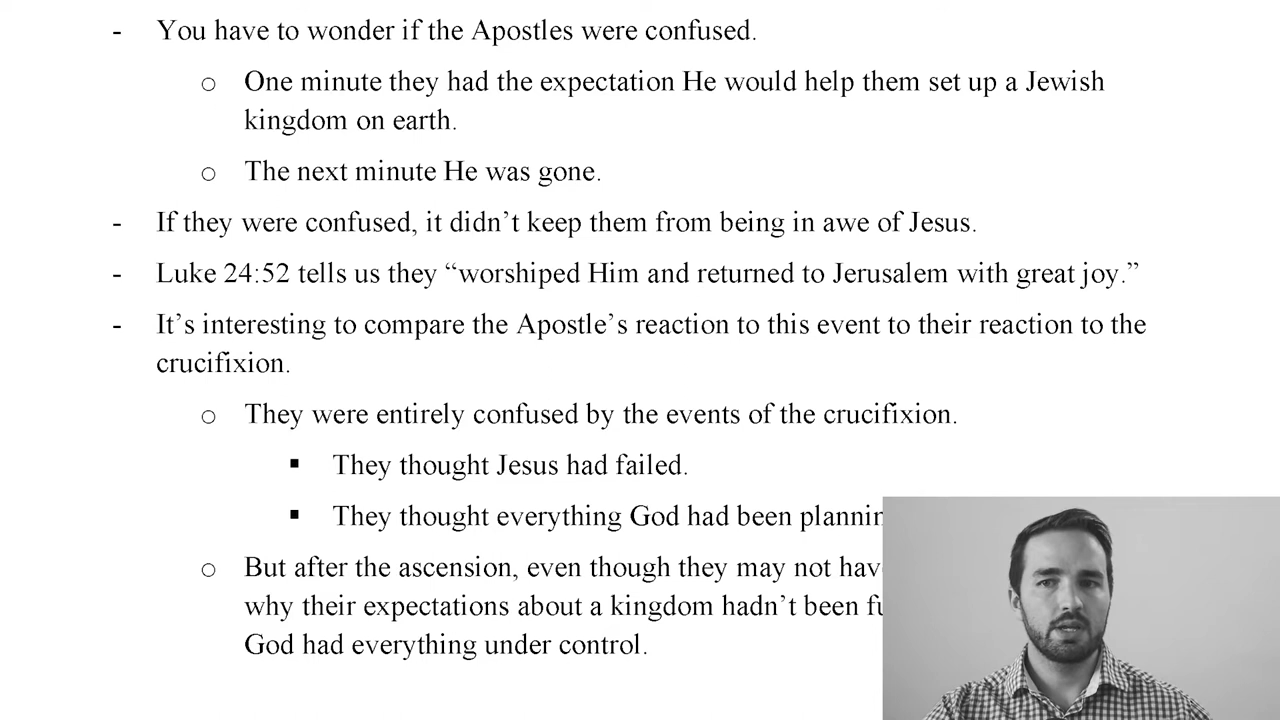 - You have to wonder if the Apostles were confused.
o One minute they had the expectation He would help them set up a Jewish
kingdom on earth.
o The next minute He was gone.
- If they were confused, it didn’t keep them from being in awe of Jesus.
- Luke 24:52 tells us they “worshiped Him and returned to Jerusalem with great joy.”
- It’s interesting to compare the Apostle’s reaction to this event to their reaction to the
crucifixion.
o They were entirely confused by the events of the crucifixion.
▪ They thought Jesus had failed.
▪ They thought everything God had been
o But after the ascension, even though they may not
why their expectations about a kingdom hadn’t been
God had everything under control.